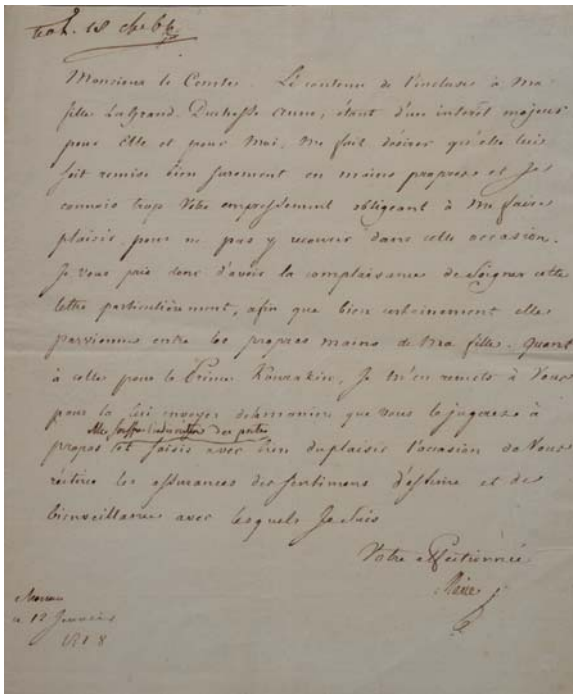 Monsieur le Comte. Le contenu de l'incluse à Ma
fille La Grand-Duchesse Anne, étant d'un interêt majeur
pour Elle et pour Moi, Me fait désirer qu'elle lui
soit remise bien surement en mains propres et Je
connois trop Votre empressement obligeant à Me faire
plaisir pour ne pas y recourir dans cette occasion.
Je vous prie donc d'avoir la complaisance de Soigner cette
lettre particulièrement, afin que bien certainement elle
parvienne entre les propres mains de Ma fille. Quant
à celle pour le Prince Kourakin, Je M'en remets à Vous
pour la lui envoyer de la maniere que vous le jugerez à
propos et saisis avec bien du plaisir l'occasion de Vous
réitérer les assurances des sentimens d'estime et de
bienveillance avec lesquels Je suis
Votre affectionnée
Marie
Moscou
12 Janvier
1818